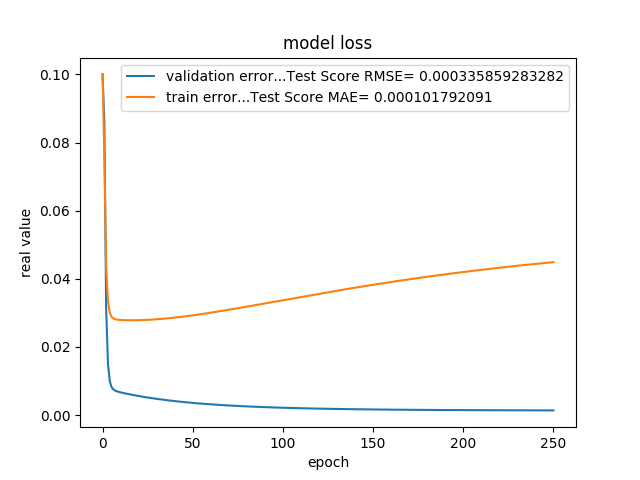 model loss
validation error...Test Score RMSE= 0.000335859283282
train error...Test Score MAE= 0.000101792091
real value
0.10
0.08
0.06
0.04
0.02
0.00
0 50 100 150 200 250
epoch